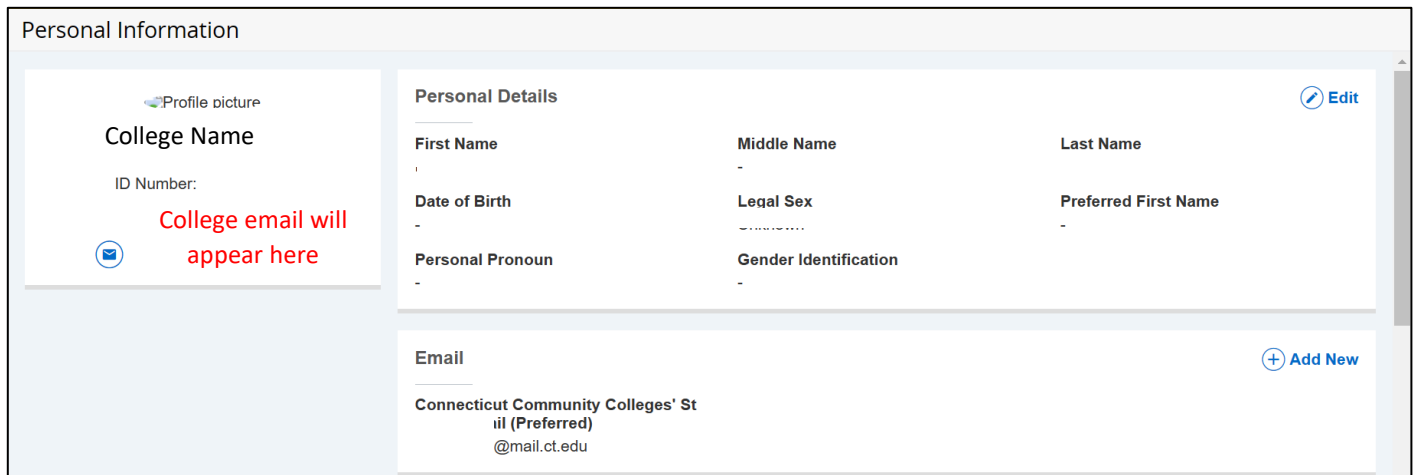 Personal Information
Profile picture
College Name
ID Number:
College email will
appear here
Personal Details
Edit
First Name
Middle Name
Last Name
-
Date of Birth
Legal Sex
Preferred First Name
-
-
Personal Pronoun
Gender Identification
-
-
Email
Add New
Connecticut Community Colleges' St
(Preferred)
@mail.ct.edu